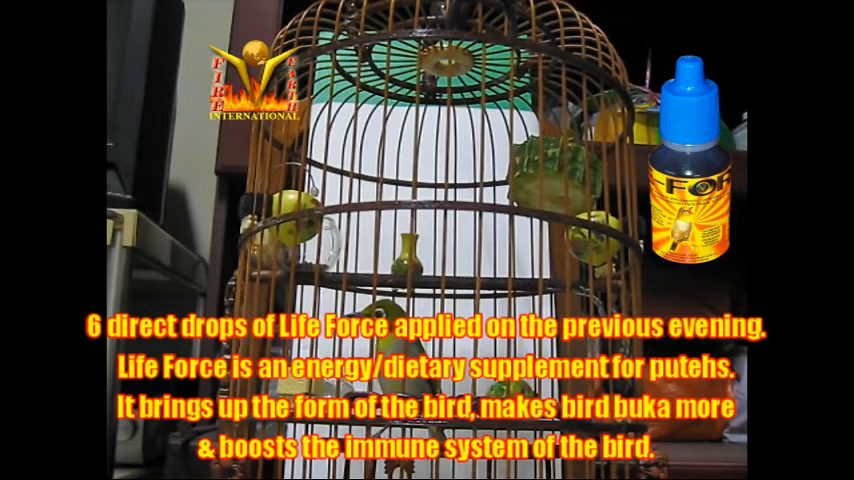 FIRE EARTH
INTERNATIONAL
FOR
6 direct drops of Life Force applied on the previous evening.
Life Force is an energy/dietary supplement for putehs.
It brings up the form of the bird, makes bird buka more
& boosts the immune system of the bird.